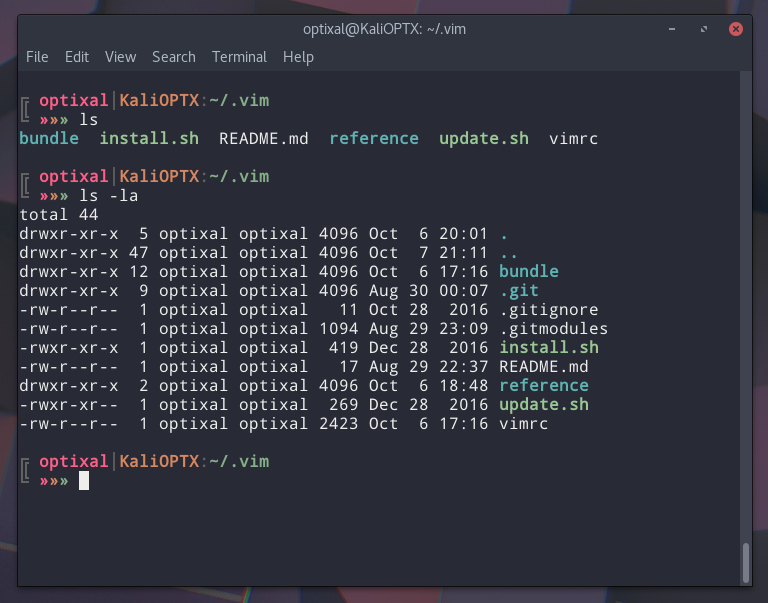 optixal@KaliOPTX: ~/.vim
File Edit View Search Terminal Help
╔ optixal|KaliOPTX:~/.vim
╚ »»» ls
bundle  install.sh  README.md  reference  update.sh  vimrc
╔ optixal|KaliOPTX:~/.vim
╚ »»» ls -la
total 44
drwxr-xr-x  5 optixal optixal 4096 Oct  6 20:01 .
drwxr-xr-x 47 optixal optixal 4096 Oct  7 21:11 ..
drwxr-xr-x 12 optixal optixal 4096 Oct  6 17:16 bundle
drwxr-xr-x  9 optixal optixal 4096 Aug 30 00:07 .git
-rw-r--r--  1 optixal optixal   11 Oct 28  2016 .gitignore
-rw-r--r--  1 optixal optixal 1094 Aug 29 23:09 .gitmodules
-rwxr-xr-x  1 optixal optixal  419 Dec 28  2016 install.sh
-rw-r--r--  1 optixal optixal   17 Aug 29 22:37 README.md
drwxr-xr-x  2 optixal optixal 4096 Oct  6 18:48 reference
-rwxr-xr--  1 optixal optixal  269 Dec 28  2016 update.sh
-rw-r--r--  1 optixal optixal 2423 Oct  6 17:16 vimrc
╔ optixal|KaliOPTX:~/.vim
╚ »»»